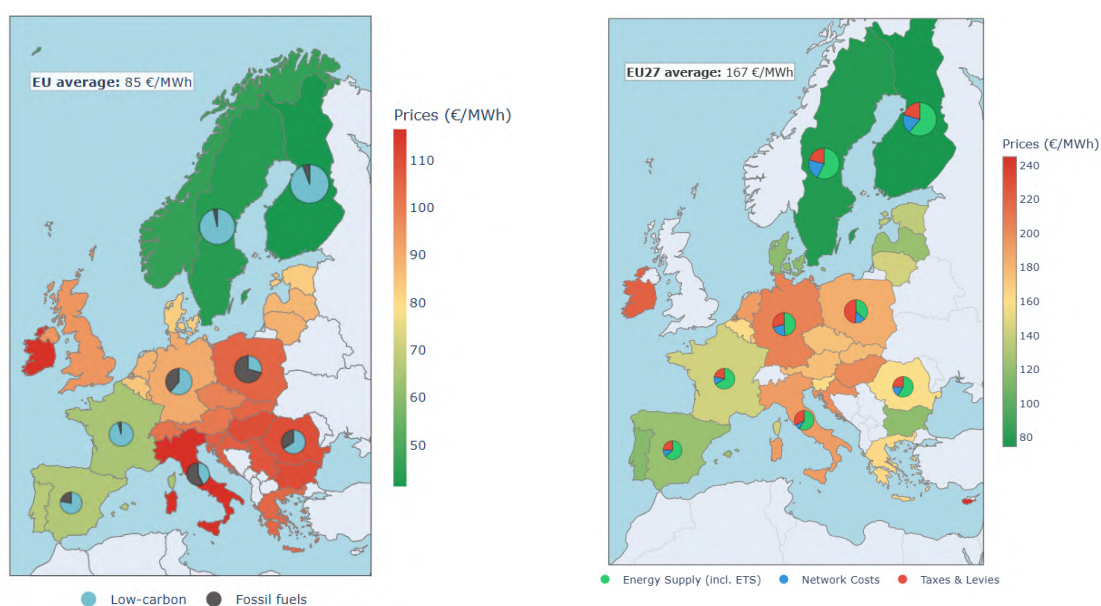 EU average: 85 €/MWh
Prices (€/MWh)
110
100
90
80
70
60
50
Low-carbon
Fossil fuels
EU27 average: 167 €/MWh
Prices (€/MWh)
240
220
200
180
160
140
120
100
80
Energy Supply (incl. ETS)
Network Costs
Taxes & Levies